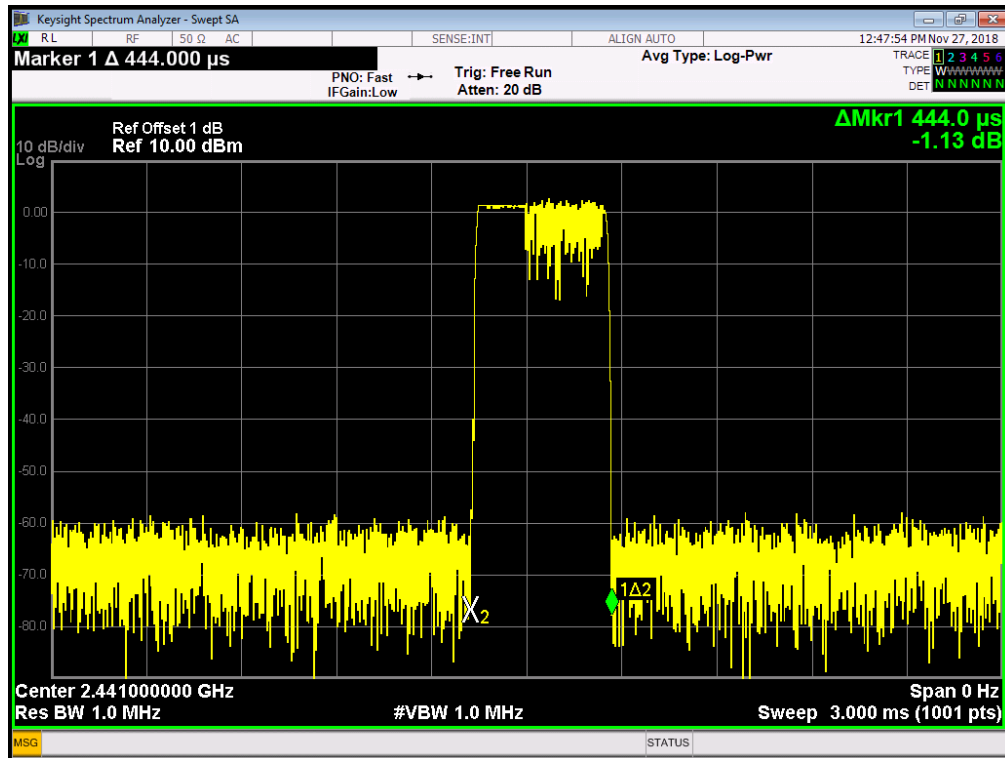 Keysight Spectrum Analyzer - Swept SA
LXI RL RF 50 Ω AC SENSE:INT ALIGN AUTO 12:47:54 PM Nov 27, 2018
Marker 1 Δ 444.000 µs Avg Type: Log-Pwr TRACE 1 2 3 4 5 6
PNO: Fast Trig: Free Run TYPE WWWWWW
IFGain:Low Atten: 20 dB DET N N N N N N
ΔMkr1 444.0 µs
-1.13 dB
Ref Offset 1 dB
10 dB/div Ref 10.00 dBm
Log
0.00
-10.0
-20.0
-30.0
-40.0
-50.0
-60.0
-70.0
1Δ2
X2
-80.0
Center 2.441000000 GHz Span 0 Hz
Res BW 1.0 MHz #VBW 1.0 MHz Sweep 3.000 ms (1001 pts)
MSG STATUS